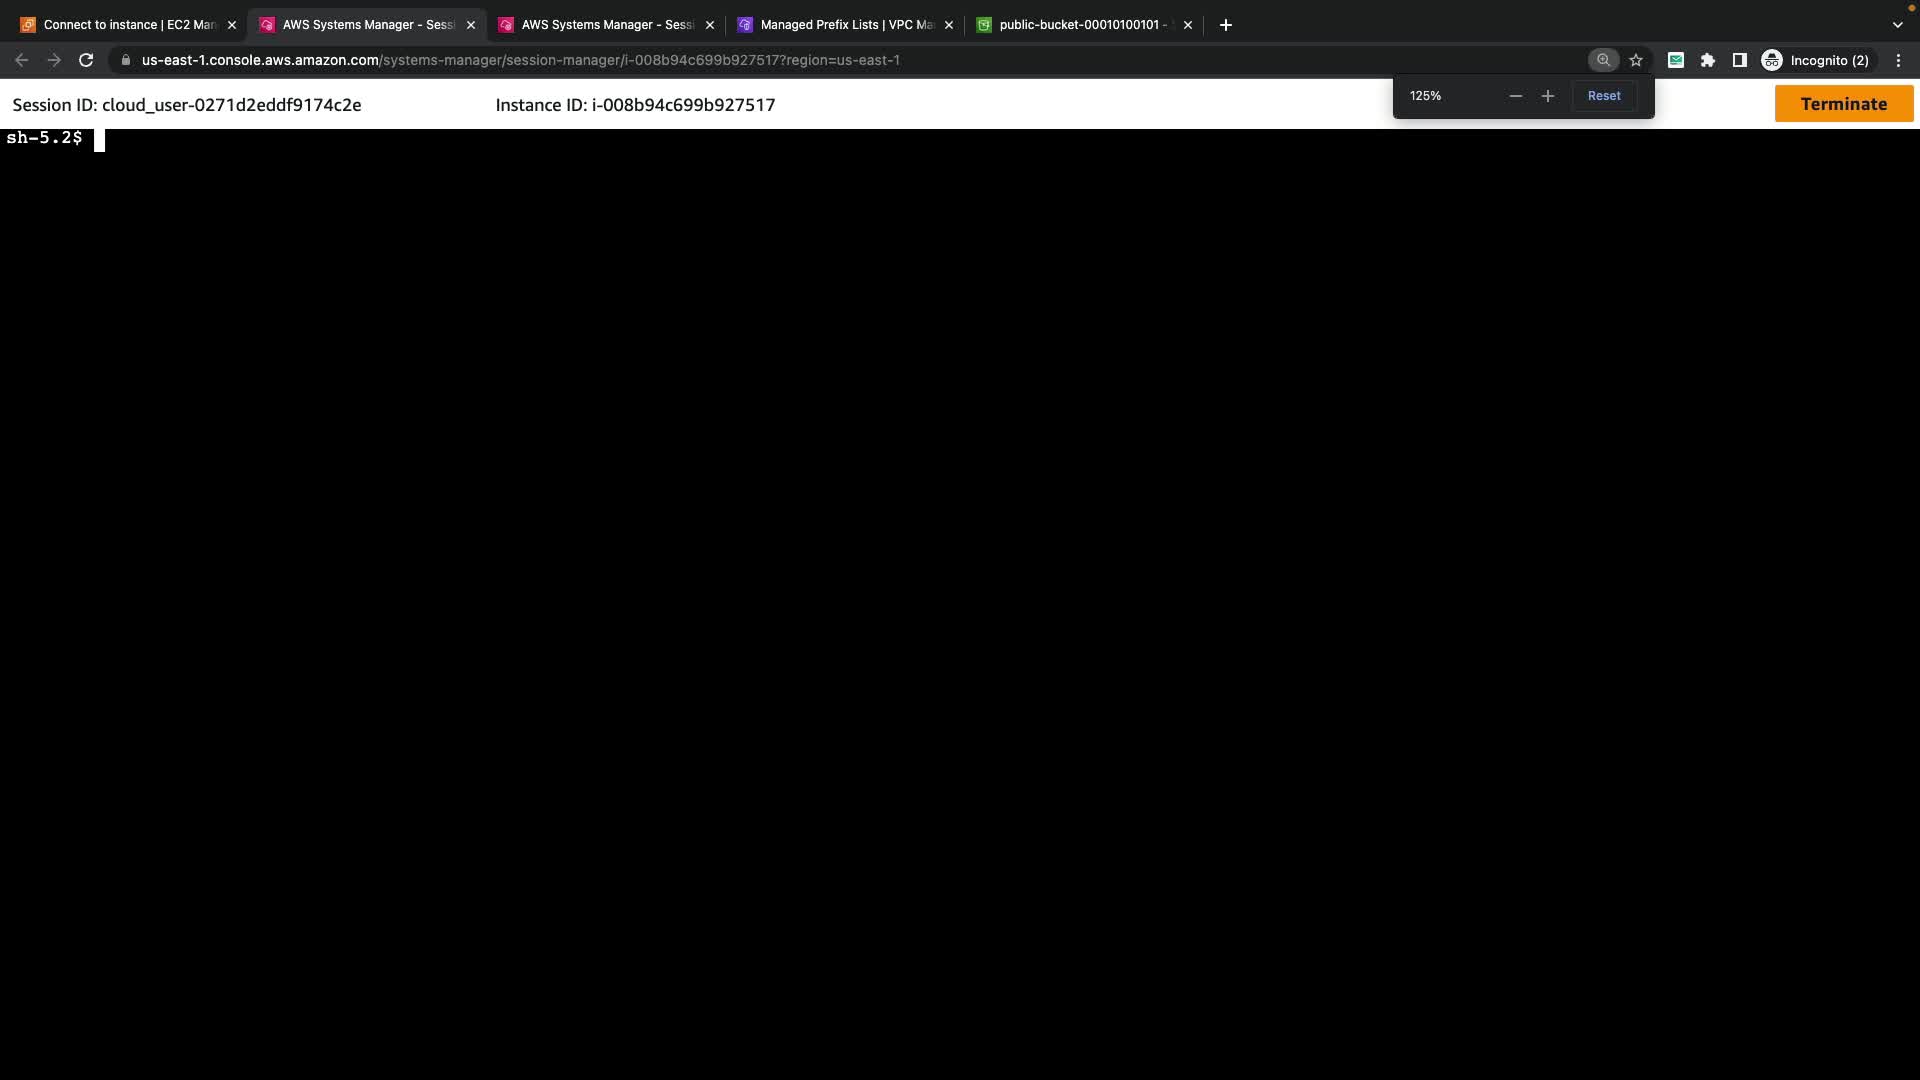 Connect to instance | EC2 Man
AWS Systems Manager - Sessi
AWS Systems Manager - Sessi
Managed Prefix Lists | VPC Ma
public-bucket-00010100101 -
us-east-1.console.aws.amazon.com/systems-manager/session-manager/i-008b94c699b927517?region=us-east-1
Incognito (2)
125%
Reset
Session ID: cloud_user-0271d2eddf9174c2e
Instance ID: i-008b94c699b927517
Terminate
sh-5.2$